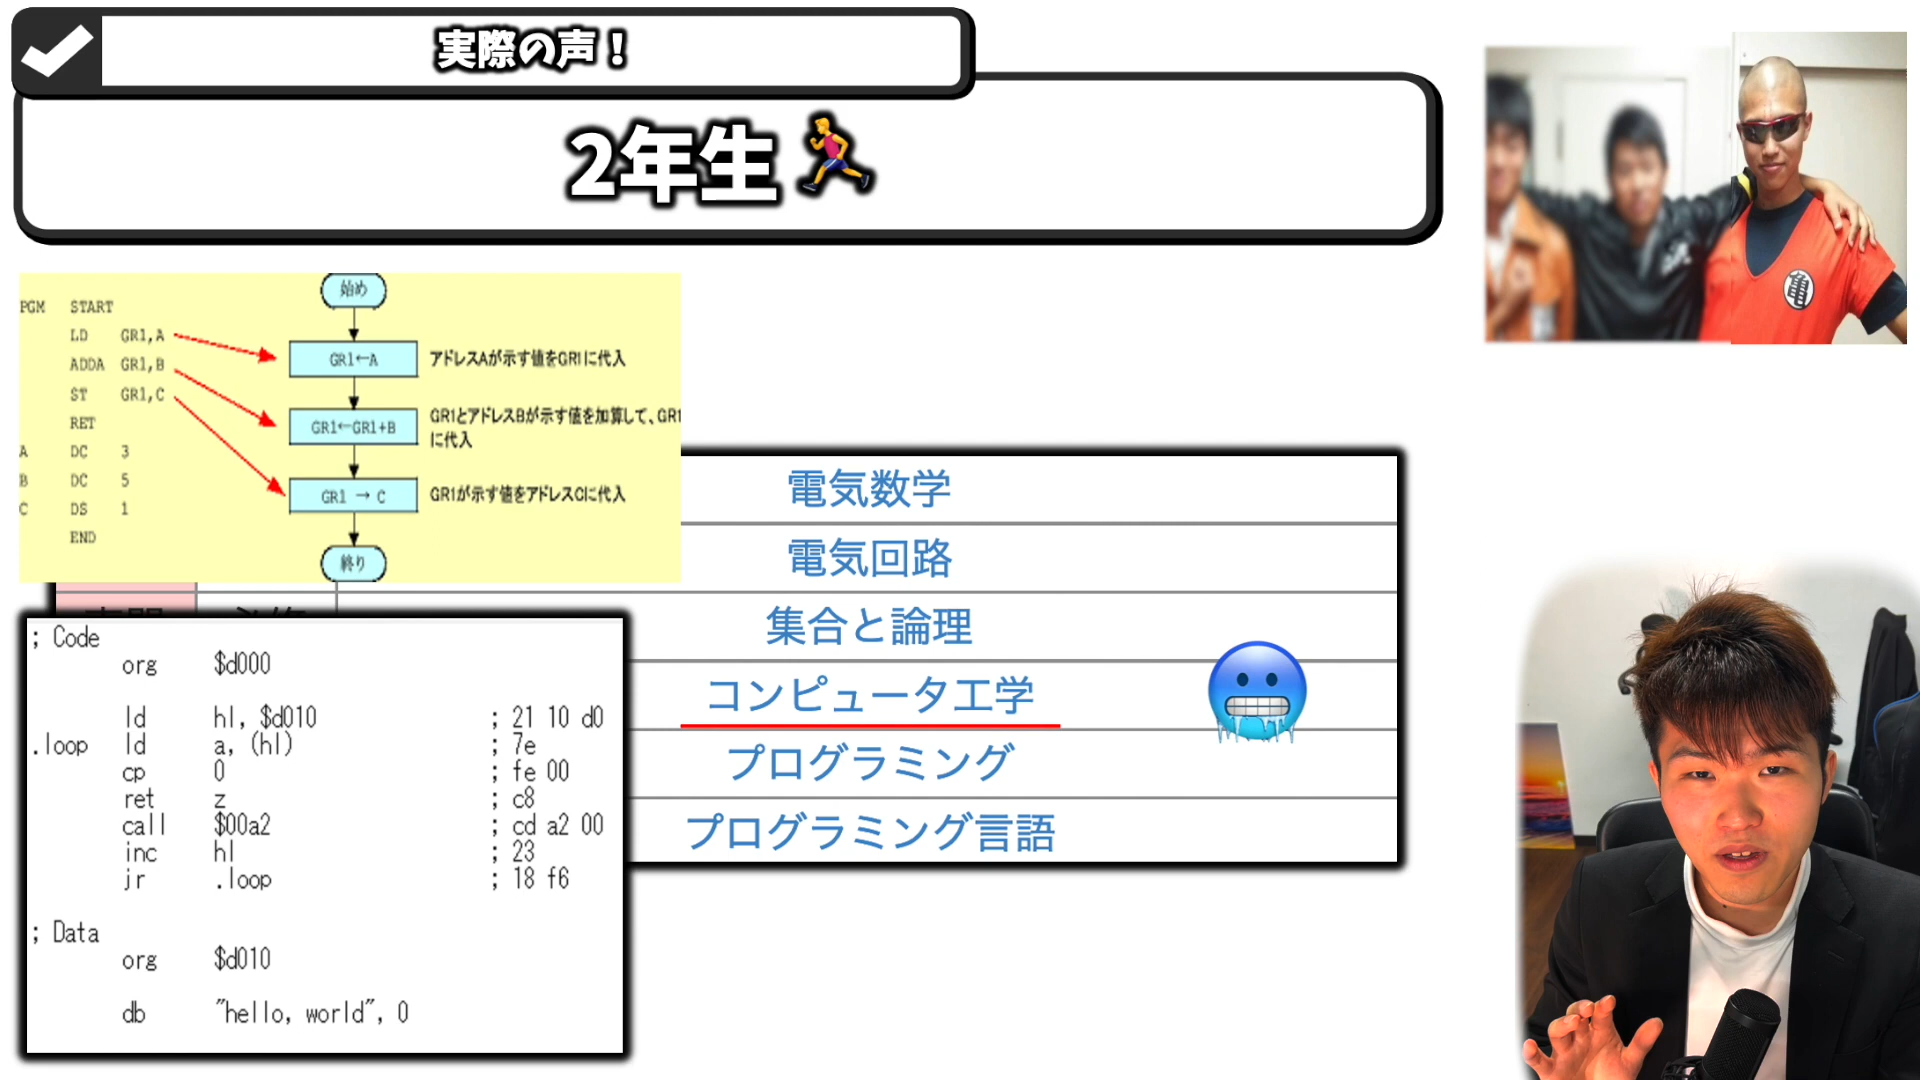 実際の声！
2年生
PGM START
LD GR1,A
ADDA GR1,B
ST GR1,C
RET
A DC 3
B DC 5
C DS 1
END
始め
GR1←A
アドレスAが示す値をGR1に代入
GR1←GR1+B
GR1とアドレスBが示す値を加算して、GR1
に代入
GR1 → C
GR1が示す値をアドレスCに代入
終り
電気数学
電気回路
集合と論理
コンピュータ工学
プログラミング
プログラミング言語
; Code
org $d000
ld hl, $d010 ; 21 10 d0
.loop ld a, (hl) ; 7e
cp 0 ; fe 00
ret z ; c8
call $00a2 ; cd a2 00
inc hl ; 23
jr .loop ; 18 f6
; Data
org $d010
db "hello, world", 0